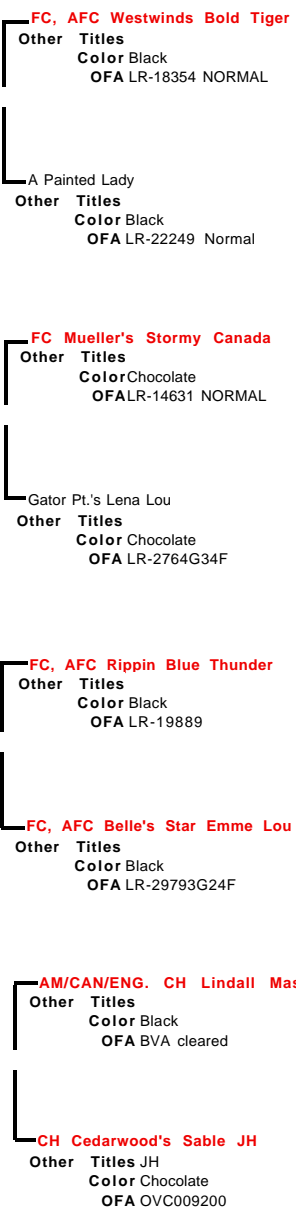 FC, AFC Westwinds Bold Tiger
Other Titles
Color Black
OFA LR-18354 NORMAL
A Painted Lady
Other Titles
Color Black
OFA LR-22249 Normal
FC Mueller's Stormy Canada
Other Titles
Color Chocolate
OFA LR-14631 NORMAL
Gator Pt.'s Lena Lou
Other Titles
Color Chocolate
OFA LR-2764G34F
FC, AFC Rippin Blue Thunder
Other Titles
Color Black
OFA LR-19889
FC, AFC Belle's Star Emme Lou
Other Titles
Color Black
OFA LR-29793G24F
AM/CAN/ENG. CH Lindall Mas
Other Titles
Color Black
OFA BVA cleared
CH Cedarwood's Sable JH
Other Titles JH
Color Chocolate
OFA OVC009200